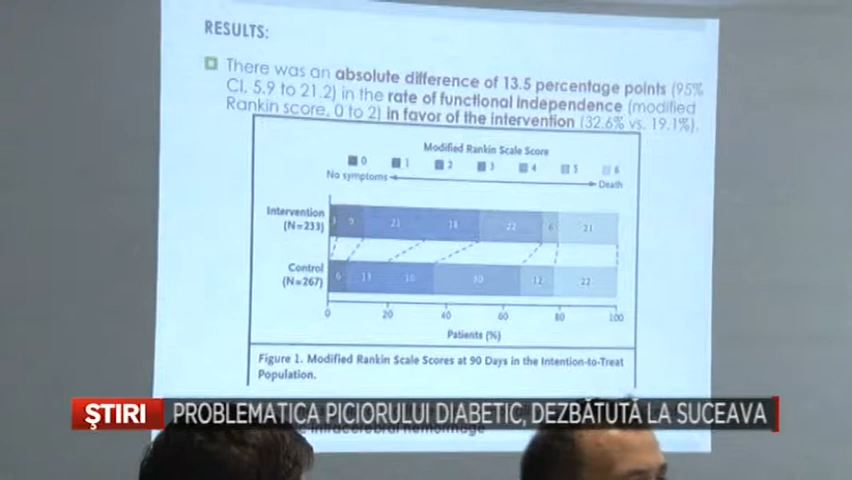 RESULTS:
There was an absolute difference of 13.5 percentage points (95%
CI, 5.9 to 21.2) in the rate of functional independence (modified
Rankin score, 0 to 2) in favor of the intervention (32.6% vs. 19.1%).
Modified Rankin Scale Score
0 1 2 3 4 5 6
No symptoms Death
Intervention
(N=233)
3 9 21 18 22 6 21
Control
(N=267)
6 13 30 12 22
0 20 40 60 80 100
Patients (%)
Figure 1. Modified Rankin Scale Scores at 90 Days in the Intention-to-Treat
Population.
ŞTIRI PROBLEMATICA PICIORULUI DIABETIC, DEZBĂTUTĂ LA SUCEAVA
intracerebral hemorrhage